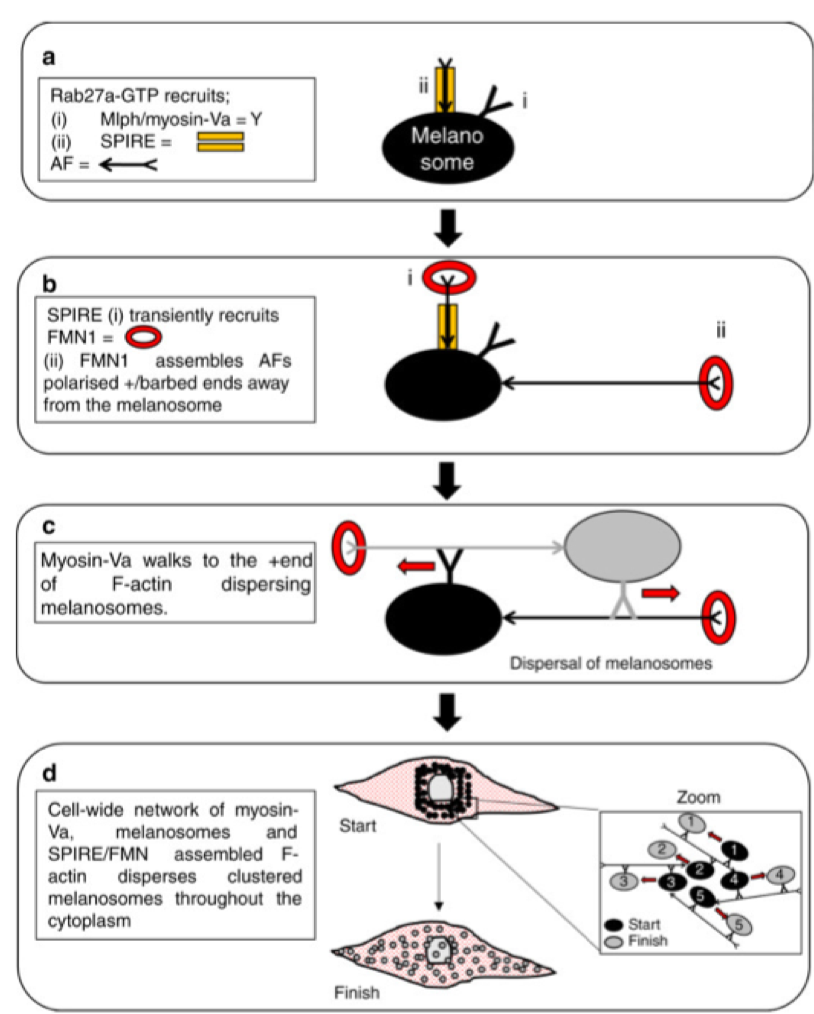 a
Rab27a-GTP recruits;
(i) Mlph/myosin-Va = Y
(ii) SPIRE =
AF =
ii
i
Melano
some
b
SPIRE (i) transiently recruits
FMN1 =
(ii) FMN1 assembles AFs
polarised +/barbed ends away
from the melanosome
i
ii
c
Myosin-Va walks to the +end
of F-actin dispersing
melanosomes.
Dispersal of melanosomes
d
Cell-wide network of myosin-
Va, melanosomes and
SPIRE/FMN assembled F-
actin disperses clustered
melanosomes throughout the
cytoplasm
Start
Finish
Zoom
1
1
2
2
3
3
4
4
5
5
Start
Finish